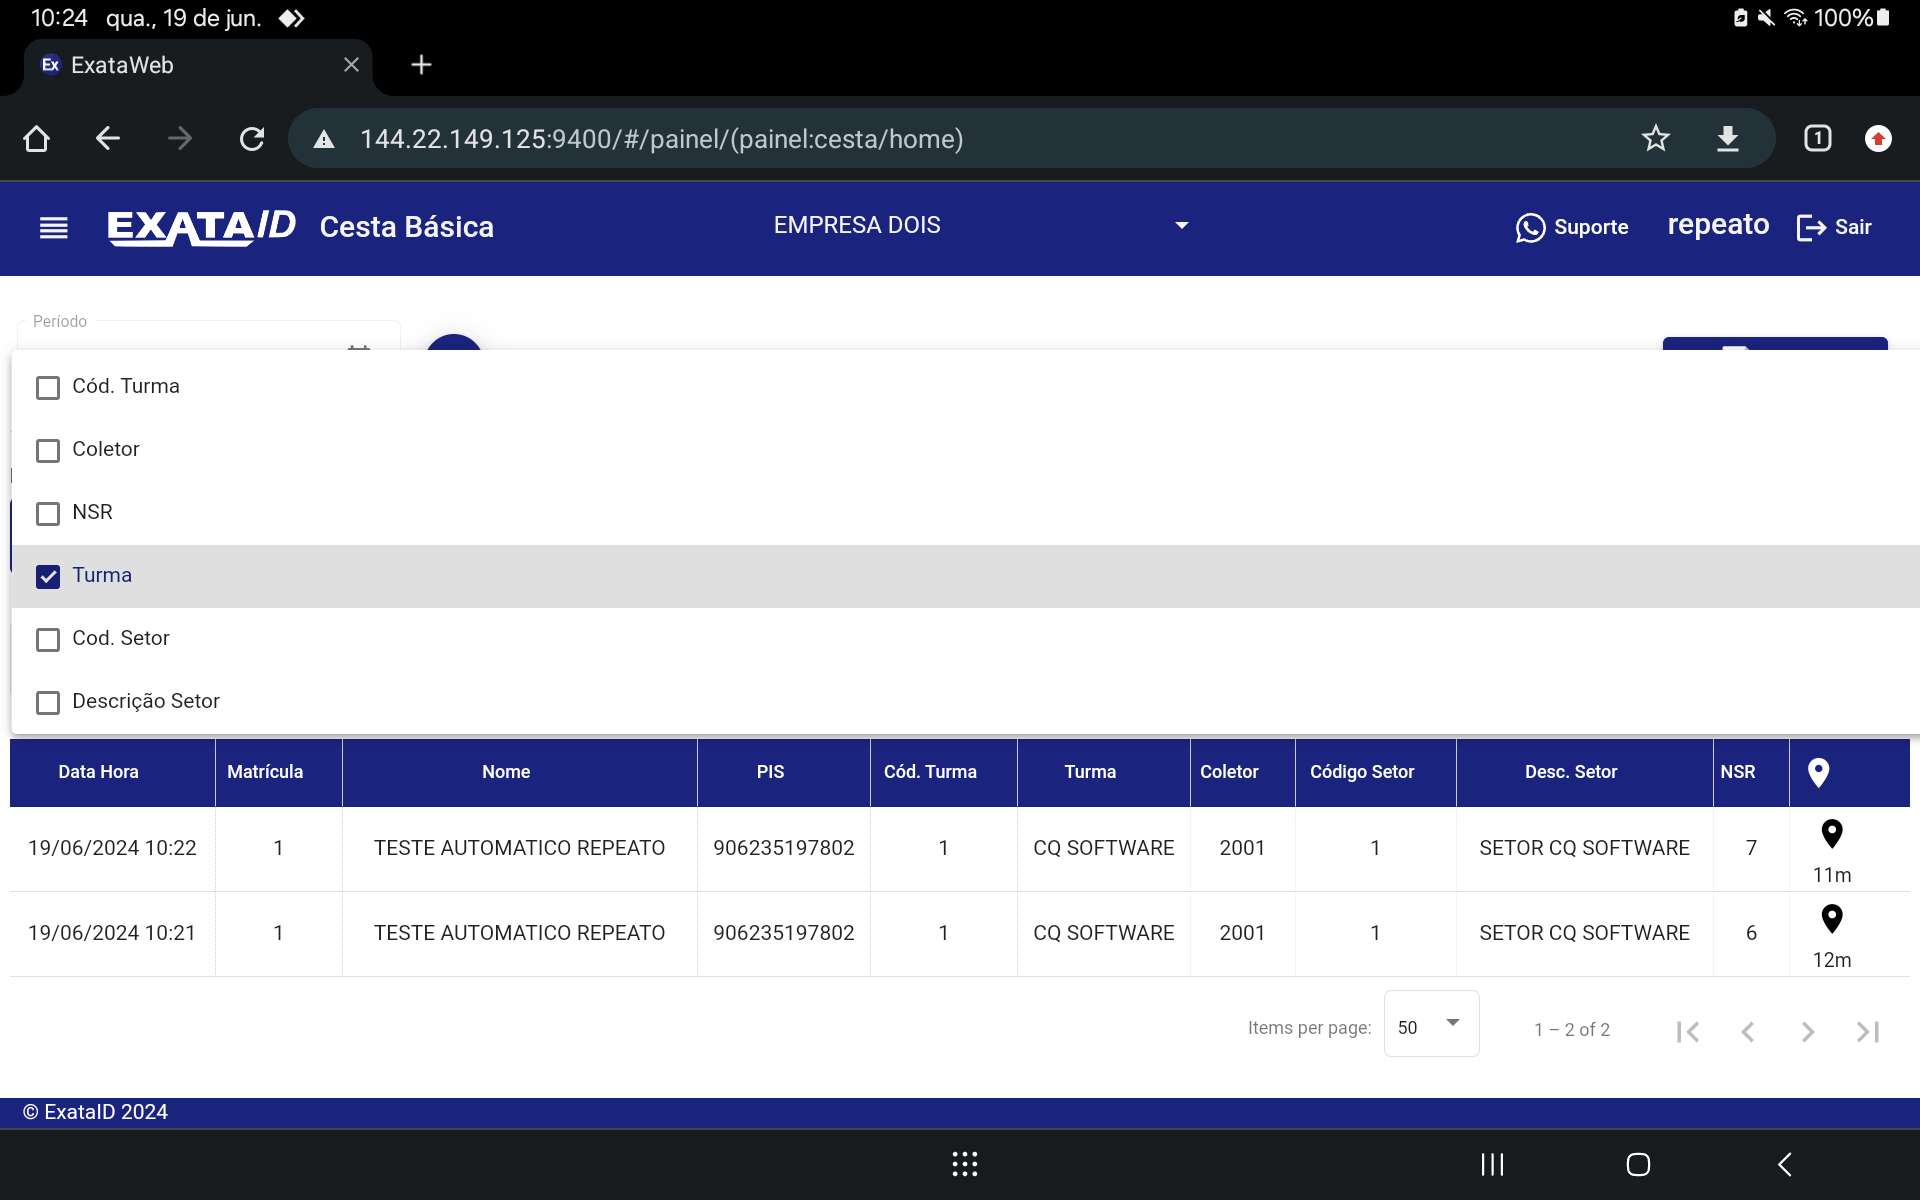 10:24 qua., 19 de jun. 100%
Ex ExataWeb
144.22.149.125:9400/#/painel/(painel:cesta/home) 1
EXATAID Cesta Básica EMPRESA DOIS Suporte repeato Sair
Período
Cód. Turma
Coletor
NSR
Turma
Cod. Setor
Descrição Setor
Data Hora Matrícula Nome PIS Cód. Turma Turma Coletor Código Setor Desc. Setor NSR
19/06/2024 10:22 1 TESTE AUTOMATICO REPEATO 906235197802 1 CQ SOFTWARE 2001 1 SETOR CQ SOFTWARE 7 11m
19/06/2024 10:21 1 TESTE AUTOMATICO REPEATO 906235197802 1 CQ SOFTWARE 2001 1 SETOR CQ SOFTWARE 6 12m
Items per page: 50 1 – 2 of 2
© ExataID 2024